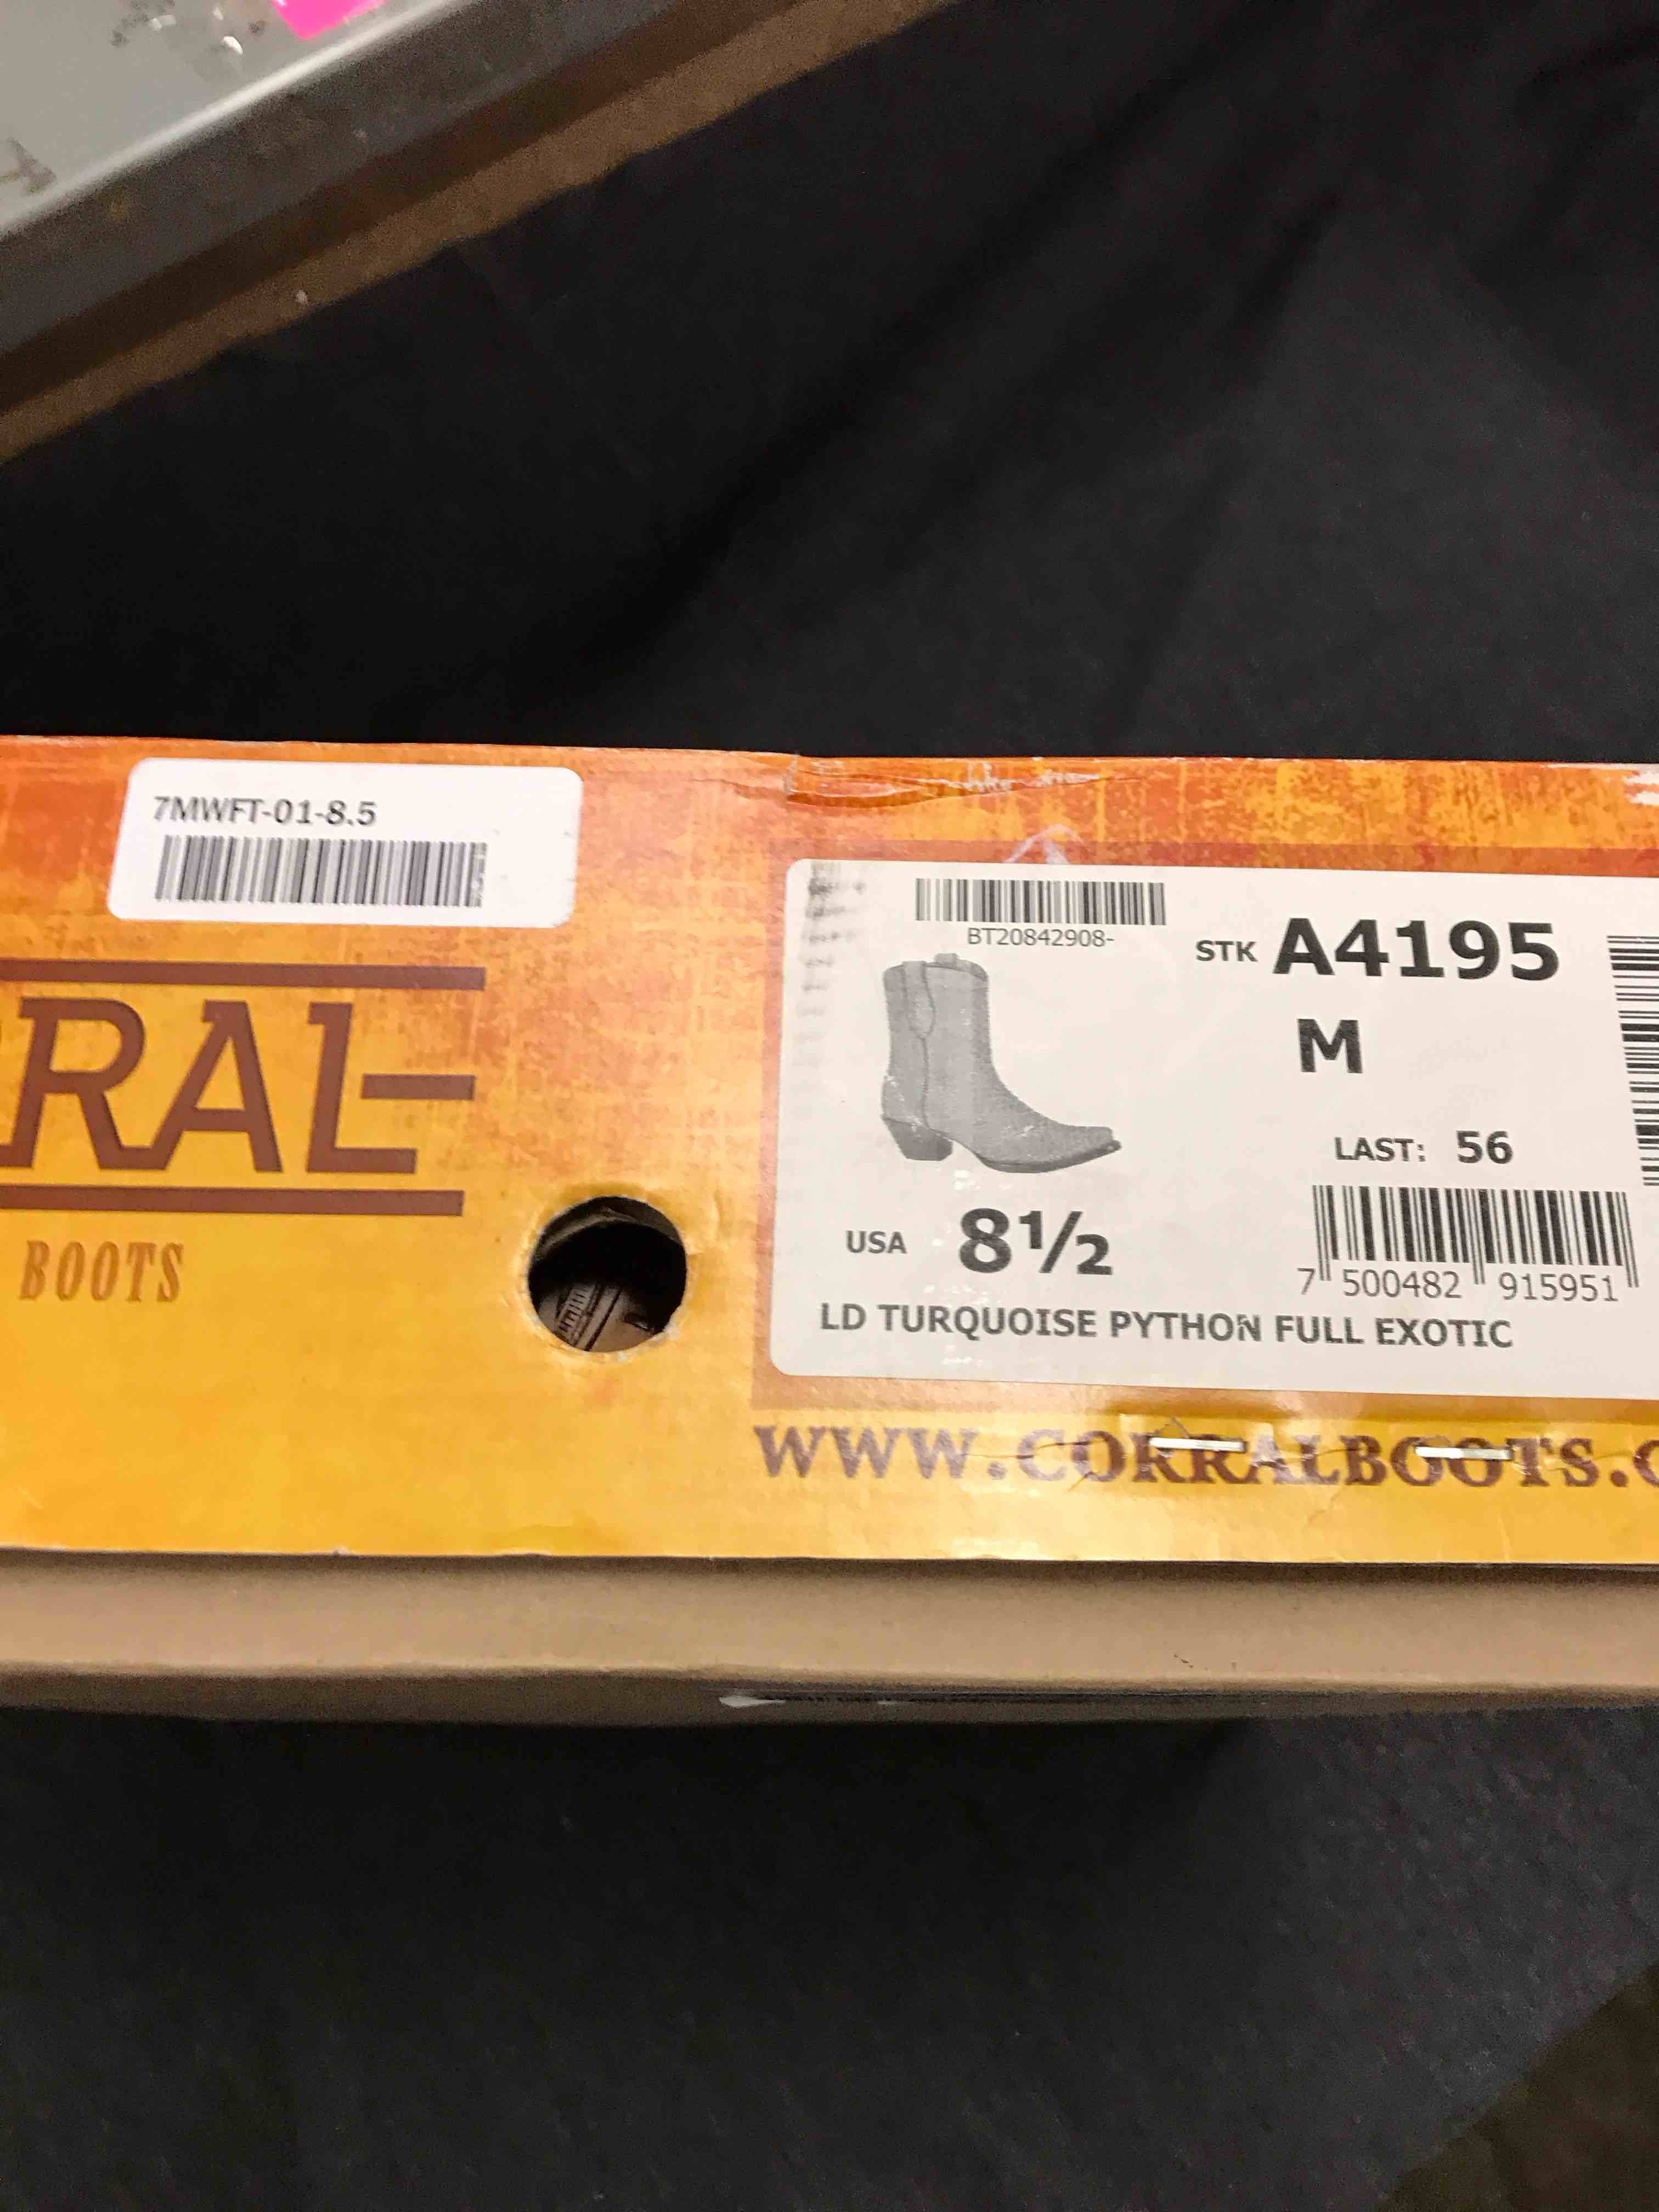 7MWFT-01-8.5
RAL
BOOTS
BT20842908-
STK A4195
M
LAST: 56
USA 8½
7 500482 915951
LD TURQUOISE PYTHON FULL EXOTIC
WWW.CORRALBOOTS.